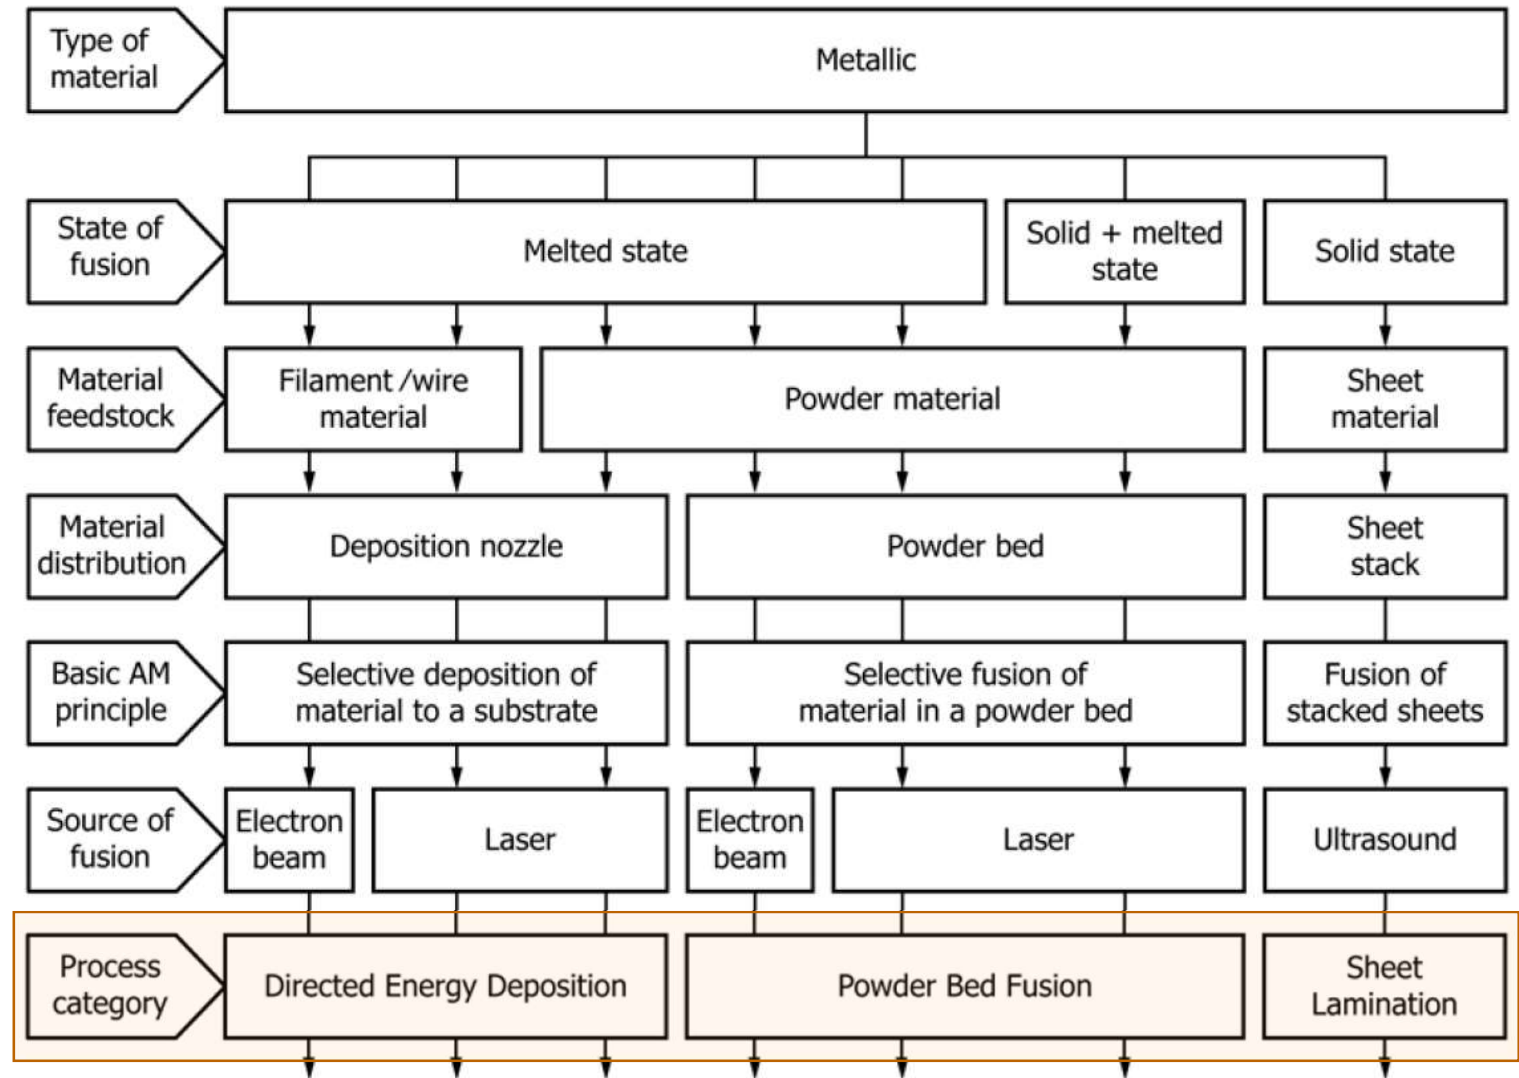 Type of
material
Metallic
State of
fusion
Melted state
Solid + melted
state
Solid state
Material
feedstock
Filament /wire
material
Powder material
Sheet
material
Material
distribution
Deposition nozzle
Powder bed
Sheet
stack
Basic AM
principle
Selective deposition of
material to a substrate
Selective fusion of
material in a powder bed
Fusion of
stacked sheets
Source of
fusion
Electron
beam
Laser
Electron
beam
Laser
Ultrasound
Process
category
Directed Energy Deposition
Powder Bed Fusion
Sheet
Lamination